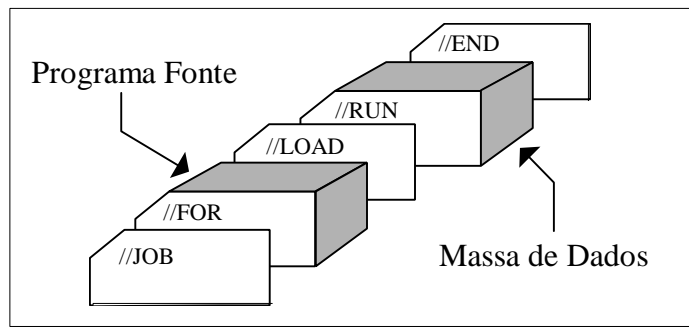 //END
Programa Fonte
//RUN
//LOAD
//FOR
//JOB
Massa de Dados